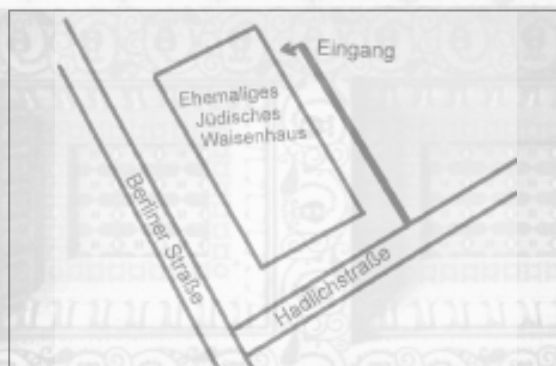 Eingang
Ehemaliges
Jüdisches
Waisenhaus
Berliner Straße
Hadlichstraße